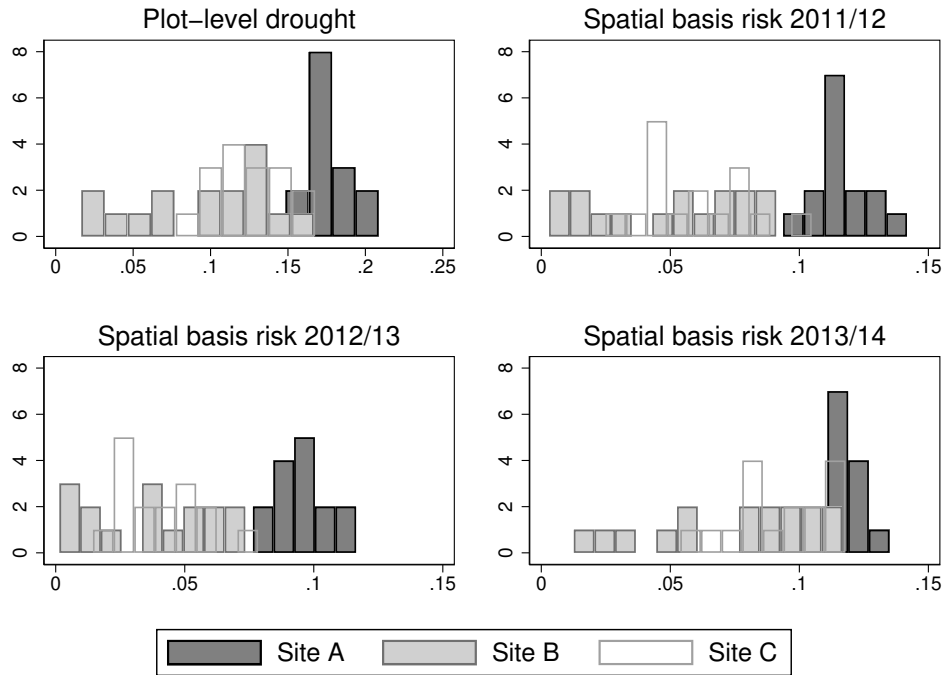 Plot-level drought
8
6
4
2
0
0 .05 .1 .15 .2 .25
Spatial basis risk 2011/12
8
6
4
2
0
0 .05 .1 .15
Spatial basis risk 2012/13
8
6
4
2
0
0 .05 .1 .15
Spatial basis risk 2013/14
8
6
4
2
0
0 .05 .1 .15
Site A Site B Site C